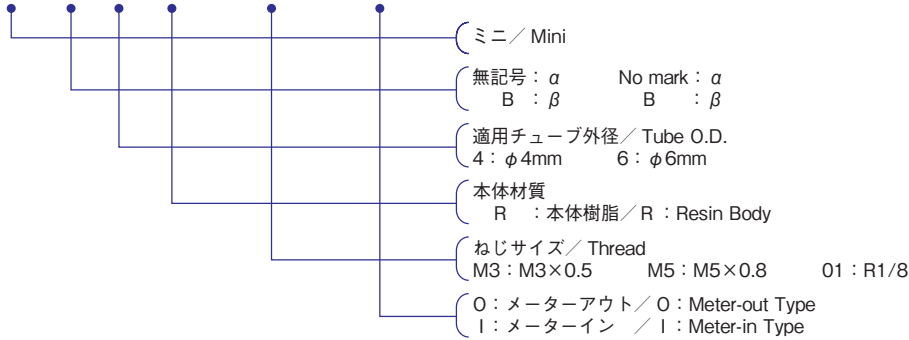 ミニ／ Mini
無記号：α　No mark：α
B ：β　B ：β
適用チューブ外径／ Tube O.D.
4：φ4mm　6：φ6mm
本体材質
R ：本体樹脂／R：Resin Body
ねじサイズ／ Thread
M3：M3×0.5　M5：M5×0.8　01：R1/8
O：メーターアウト／ O：Meter-out Type
I：メーターイン ／ I：Meter-in Type